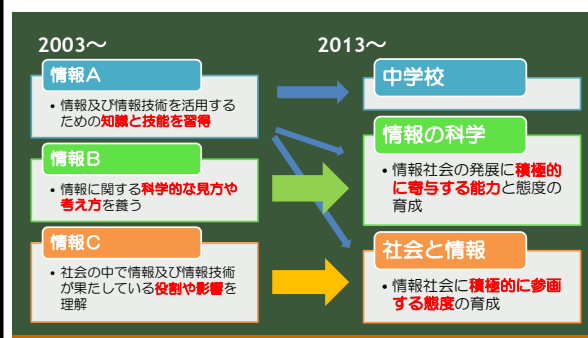 2003～
2013～
情報A
・情報及び情報技術を活用する
ための知識と技能を習得
情報B
・情報に関する科学的な見方や
考え方を養う
情報C
・社会の中で情報及び情報技術
が果たしている役割や影響を
理解
中学校
情報の科学
・情報社会の発展に積極的
に寄与する能力と態度の
育成
社会と情報
・情報社会に積極的に参画
する態度の育成